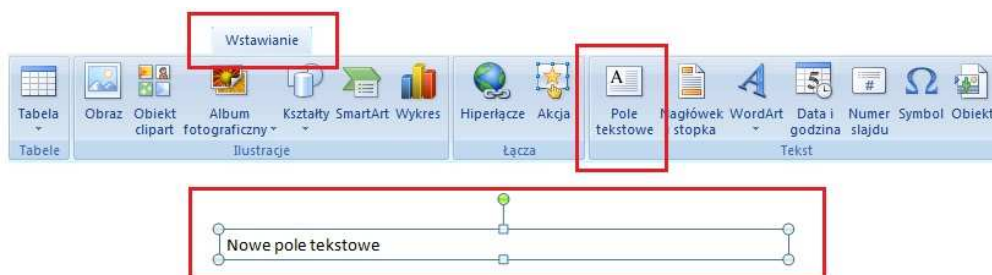 Wstawianie
Tabela Obraz Obiekt clipart Album fotograficzny Kształty SmartArt Wykres Hiperłącze Akcja Pole tekstowe Nagłówek i stopka WordArt Data i godzina Numer slajdu Symbol Obiekt
Tabele Ilustracje Łącza Tekst
Nowe pole tekstowe